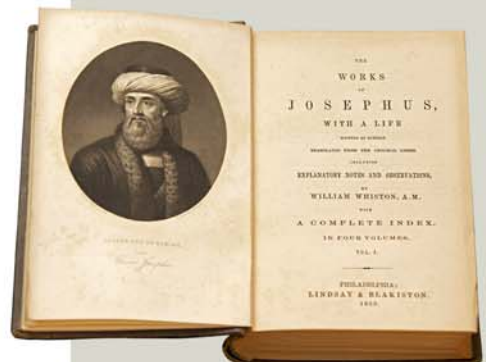 THE
WORKS
OF
JOSEPHUS,
WITH A LIFE
WRITTEN BY HIMSELF
TRANSLATED FROM THE ORIGINAL GREEK
INCLUDING
EXPLANATORY NOTES AND OBSERVATIONS,
BY
WILLIAM WHISTON, A.M.
WITH
A COMPLETE INDEX.
IN FOUR VOLUMES.
VOL. I.
PHILADELPHIA:
LINDSAY & BLAKISTON.